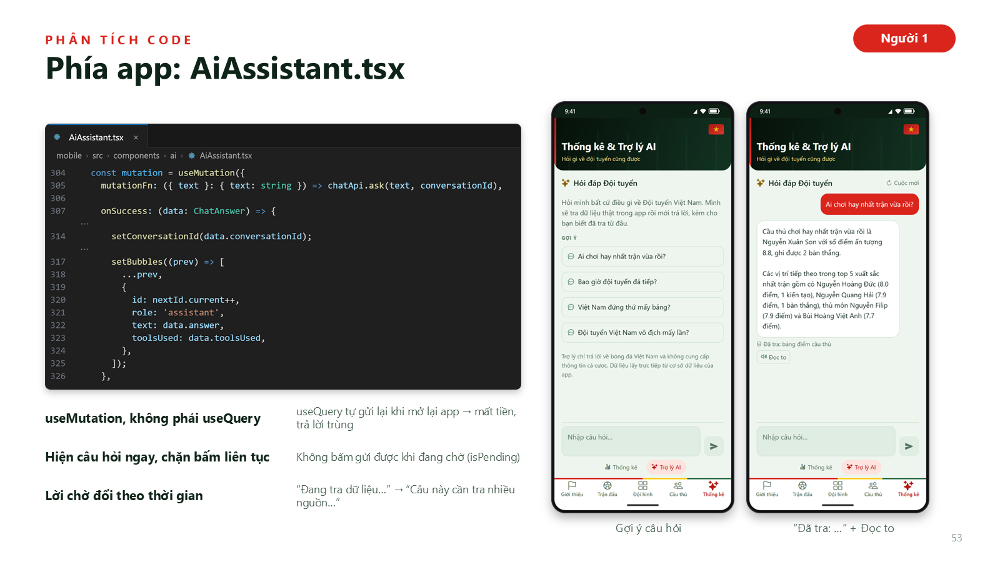 PHÂN TÍCH CODE
Người 1
Phía app: AiAssistant.tsx
AiAssistant.tsx ×
mobile › src › components › ai › AiAssistant.tsx
304 const mutation = useMutation({
305 mutationFn: ({ text }: { text: string }) => chatApi.ask(text, conversationId),
306
307 onSuccess: (data: ChatAnswer) => {
...
314 setConversationId(data.conversationId);
...
317 setBubbles((prev) => [
318 ...prev,
319 {
320 id: nextId.current++,
321 role: 'assistant',
322 text: data.answer,
323 toolsUsed: data.toolsUsed,
324 },
325 ]);
326 },
useMutation, không phải useQuery
useQuery tự gửi lại khi mở lại app → mất tiền,
trả lời trùng
Hiện câu hỏi ngay, chặn bấm liên tục
Không bấm gửi được khi đang chờ (isPending)
Lời chờ đổi theo thời gian
“Đang tra dữ liệu...” → “Câu này cần tra nhiều
nguồn...”
9:41
Thống kê & Trợ lý AI
Hỏi gì về đội tuyển cũng được
Hỏi đáp Đội tuyển
Hỏi mình bất cứ điều gì về Đội tuyển Việt Nam. Mình
sẽ tra dữ liệu thật trong app rồi mới trả lời, kèm cho
bạn biết đã tra từ đâu.
GỢI Ý
Ai chơi hay nhất trận vừa rồi?
Bao giờ đội tuyển đá tiếp?
Việt Nam đứng thứ mấy bảng?
Đội tuyển Việt Nam vô địch mấy lần?
Trợ lý chỉ trả lời về bóng đá Việt Nam và không cung cấp
thông tin cá cược. Dữ liệu lấy trực tiếp từ cơ sở dữ liệu của
app.
Nhập câu hỏi...
Thống kê
Trợ lý AI
Giới thiệu
Trận đấu
Đội hình
Cầu thủ
Thống kê
Gợi ý câu hỏi
9:41
Thống kê & Trợ lý AI
Hỏi gì về đội tuyển cũng được
Hỏi đáp Đội tuyển
Cuộc mới
Ai chơi hay nhất trận vừa rồi?
Cầu thủ chơi hay nhất trận vừa rồi là
Nguyễn Xuân Son với số điểm ấn tượng
8.8, ghi được 2 bàn thắng.
Các vị trí tiếp theo trong top 5 xuất sắc
nhất trận gồm có Nguyễn Hoàng Đức (8.0
điểm, 1 kiến tạo), Nguyễn Quang Hải (7.9
điểm, 1 bàn thắng), thủ môn Nguyễn Filip
(7.9 điểm) và Bùi Hoàng Việt Anh (7.7
điểm).
Đã tra: bảng điểm cầu thủ
Đọc to
Nhập câu hỏi...
Thống kê
Trợ lý AI
Giới thiệu
Trận đấu
Đội hình
Cầu thủ
Thống kê
“Đã tra: ...” + Đọc to
53